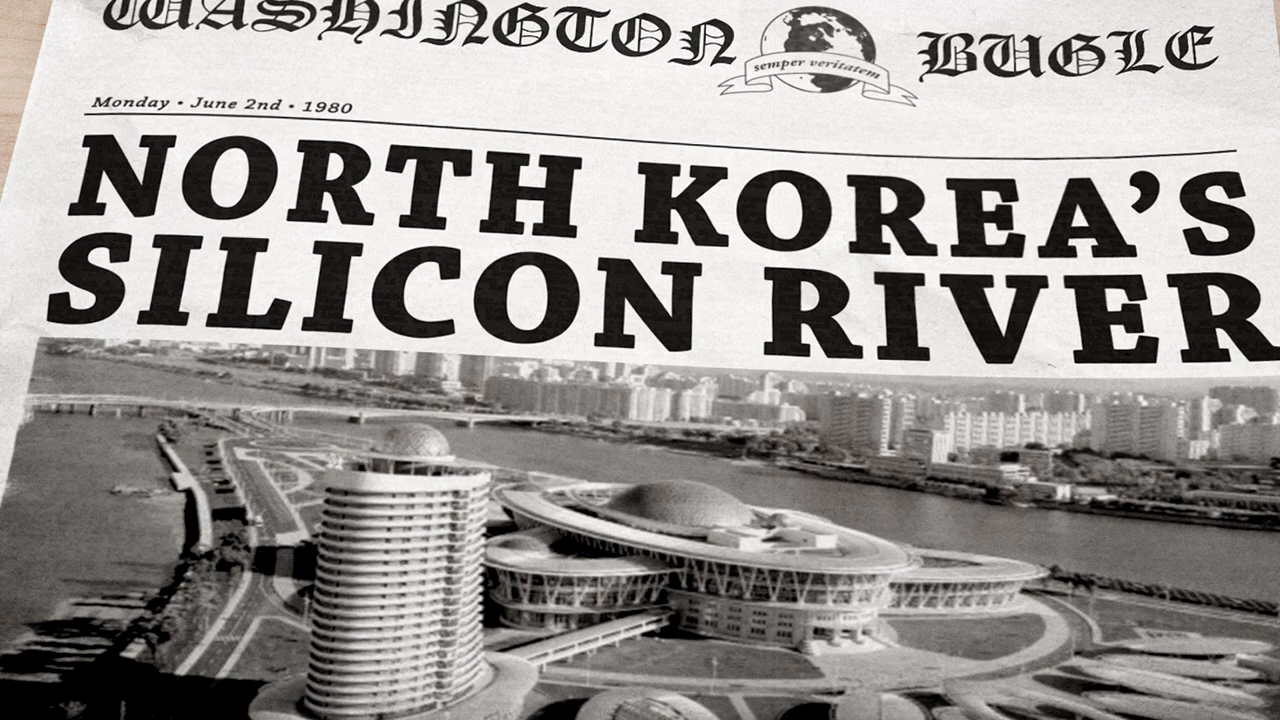 WASHINGTON BUGLE
semper veritatem
Monday • June 2nd • 1980
NORTH KOREA’S
SILICON RIVER